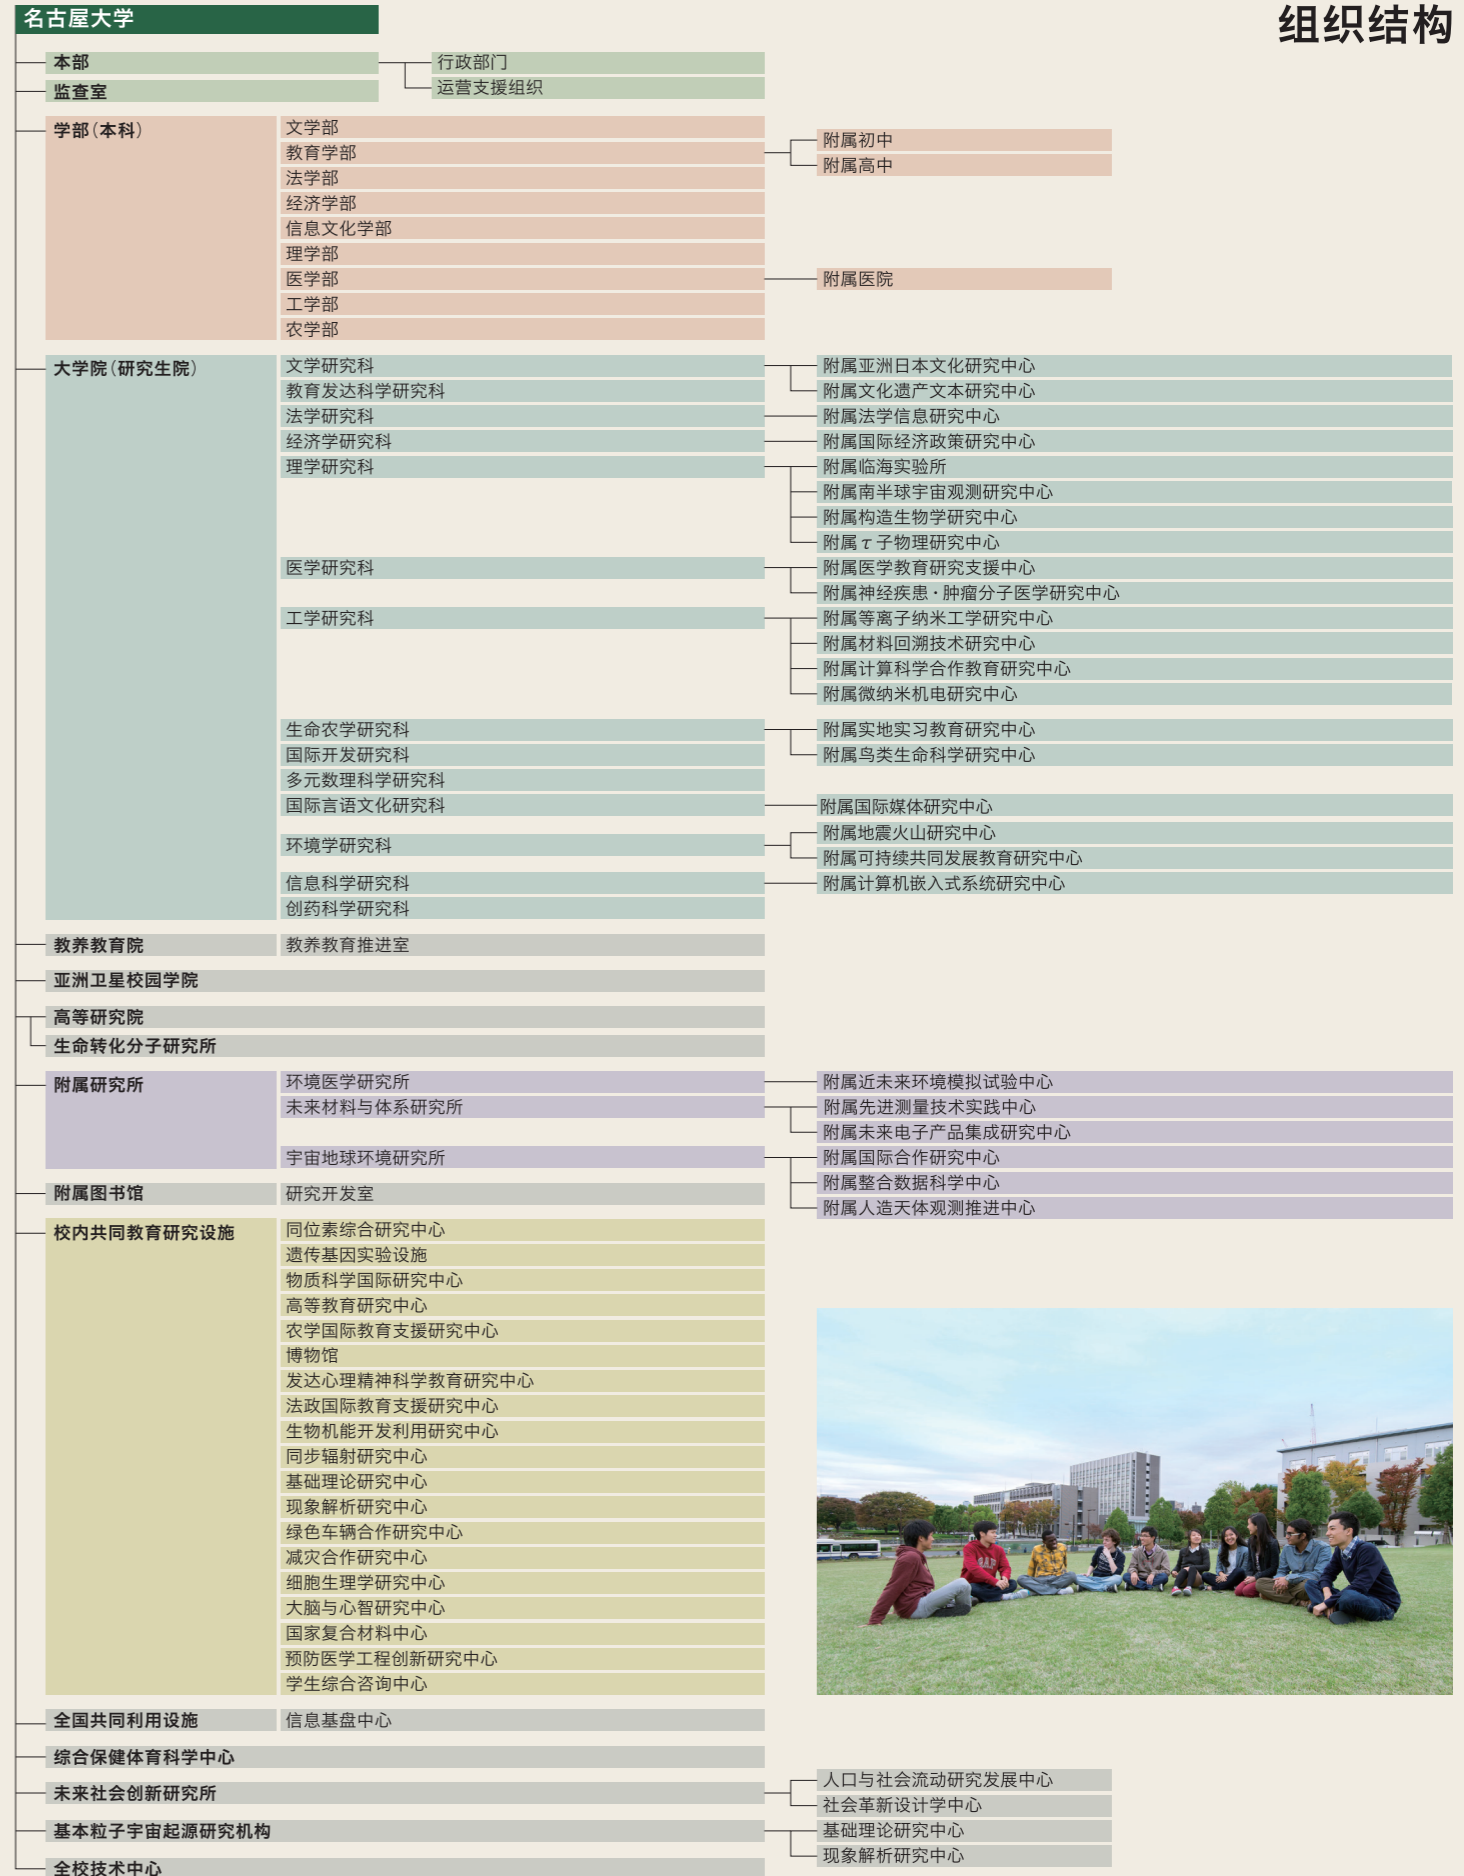 名古屋大学
组织结构
本部
行政部门
监查室
运营支援组织
学部（本科）
文学部
教育学部
附属初中
附属高中
法学部
经济学部
信息文化学部
理学部
医学部
附属医院
工学部
农学部
大学院（研究生院）
文学研究科
附属亚洲日本文化研究中心
教育发达科学研究科
附属文化遗产文本研究中心
法学研究科
附属法学信息研究中心
经济学研究科
附属国际经济政策研究中心
理学研究科
附属临海实验所
附属南半球宇宙观测研究中心
附属构造生物学研究中心
附属τ子物理研究中心
医学研究科
附属医学教育研究支援中心
附属神经疾患·肿瘤分子医学研究中心
工学研究科
附属等离子纳米工学研究中心
附属材料回溯技术研究中心
附属计算科学合作教育研究中心
附属微纳米机电研究中心
生命农学研究科
附属实地实习教育研究中心
国际开发研究科
附属鸟类生命科学研究中心
多元数理科学研究科
国际言语文化研究科
附属国际媒体研究中心
环境学研究科
附属地震火山研究中心
附属可持续共同发展教育研究中心
信息科学研究科
附属计算机嵌入式系统研究中心
创药科学研究科
教养教育院
教养教育推进室
亚洲卫星校园学院
高等研究院
生命转化分子研究所
附属研究所
环境医学研究所
附属近未来环境模拟试验中心
未来材料与体系研究所
附属先进测量技术实践中心
附属未来电子产品集成研究中心
宇宙地球环境研究所
附属国际合作研究中心
附属整合数据科学中心
附属人造天体观测推进中心
附属图书馆
研究开发室
校内共同教育研究设施
同位素综合研究中心
遗传基因实验设施
物质科学国际研究中心
高等教育研究中心
农学国际教育支援研究中心
博物馆
发达心理精神科学教育研究中心
法政国际教育支援研究中心
生物机能开发利用研究中心
同步辐射研究中心
基础理论研究中心
现象解析研究中心
绿色车辆合作研究中心
减灾合作研究中心
细胞生理学研究中心
大脑与心智研究中心
国家复合材料中心
预防医学工程创新研究中心
学生综合咨询中心
全国共同利用设施
信息基盘中心
综合保健体育科学中心
未来社会创新研究所
人口与社会流动研究发展中心
社会革新设计学中心
基本粒子宇宙起源研究机构
基础理论研究中心
现象解析研究中心
全校技术中心